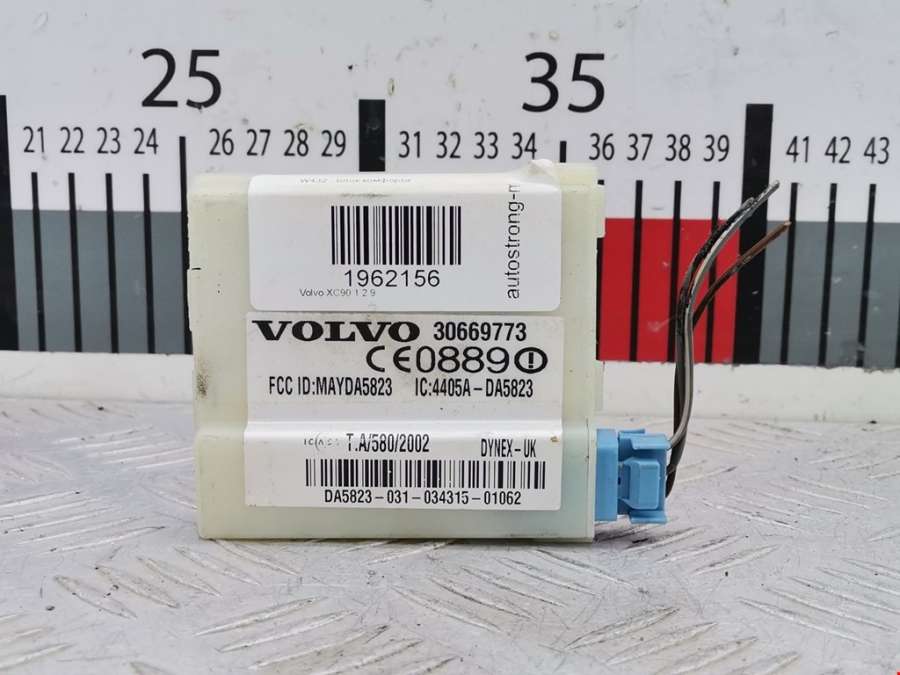 25 35
21 22 23 24 26 27 28 29 31 32 33 34 36 37 38 39 41 42 43
1962156
Volvo XC90 1 2.9
autostrong-m
VOLVO 30669773
CE0889
FCC ID:MAYDA5823 IC:4405A-DA5823
T.A/580/2002 DYNEX-UK
DA5823-031-034315-01062